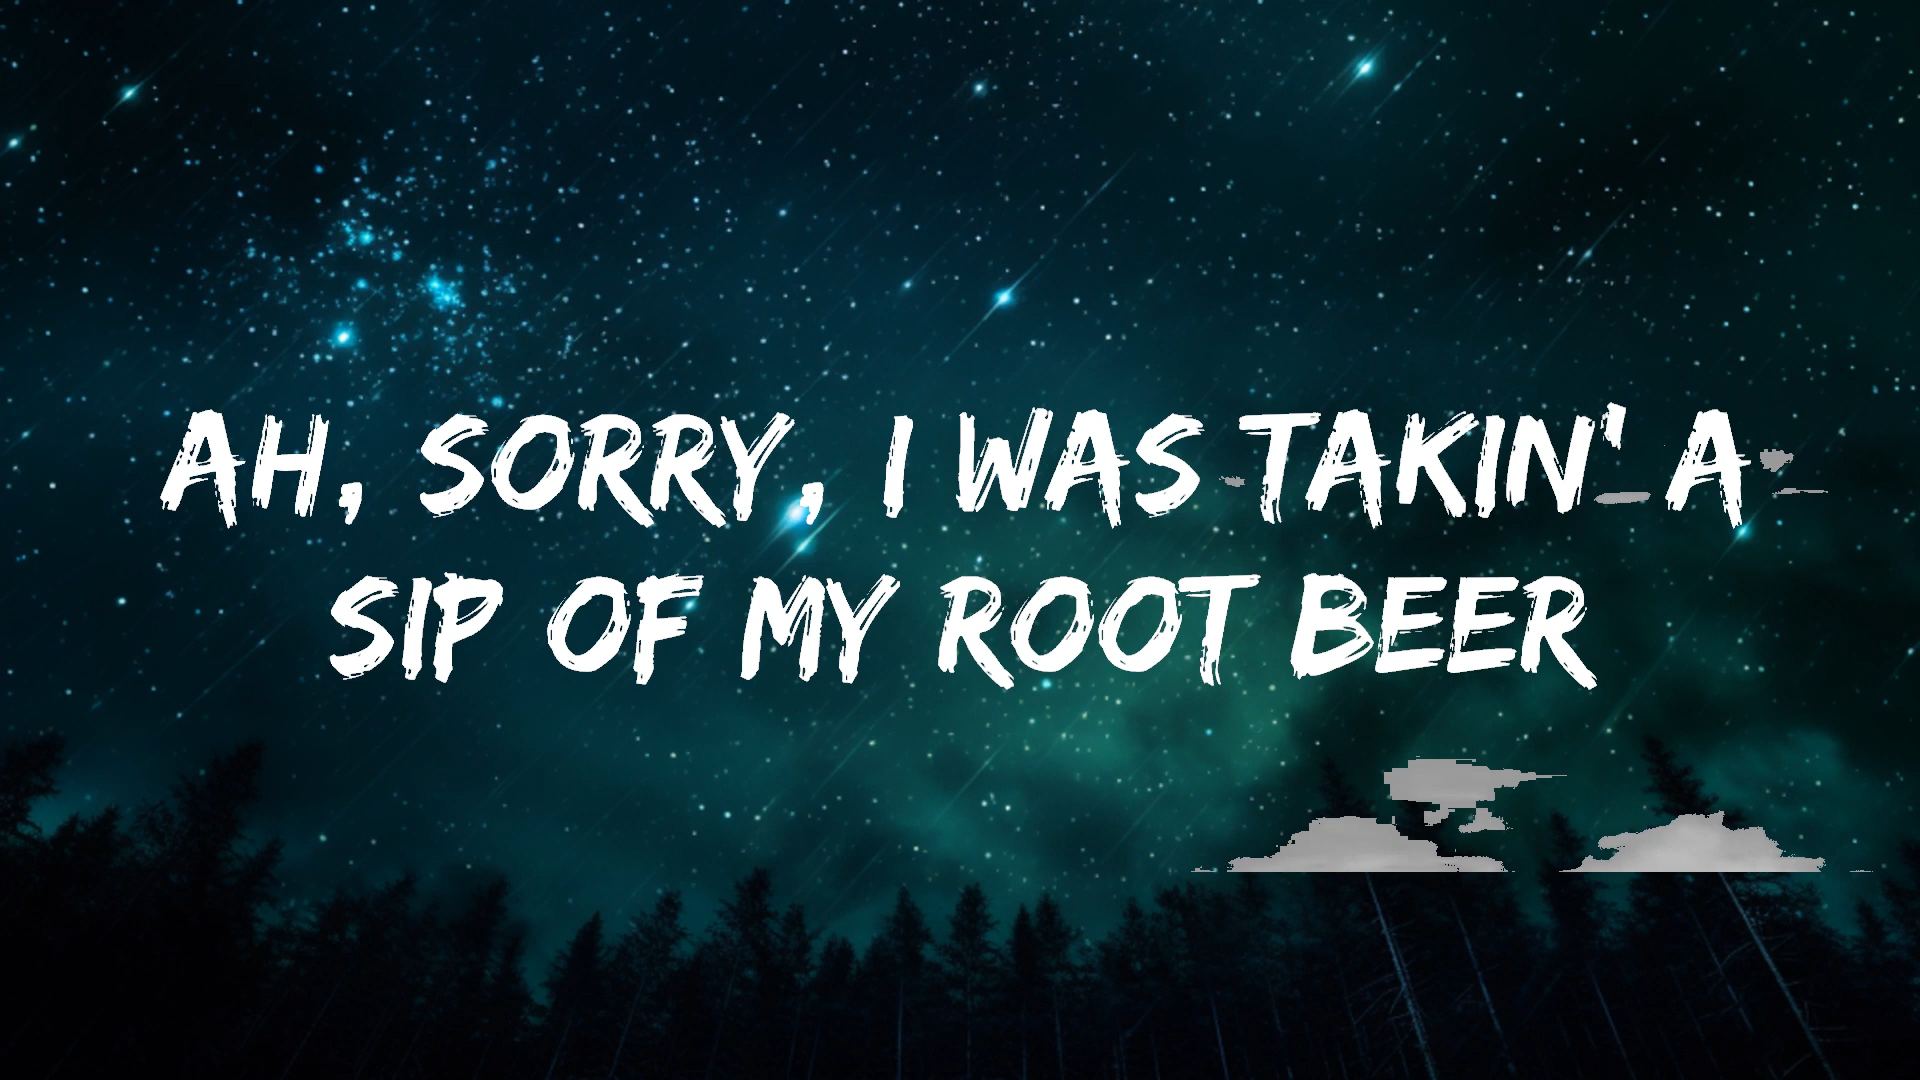 AH, SORRY, I WAS TAKIN' A
SIP OF MY ROOT BEER